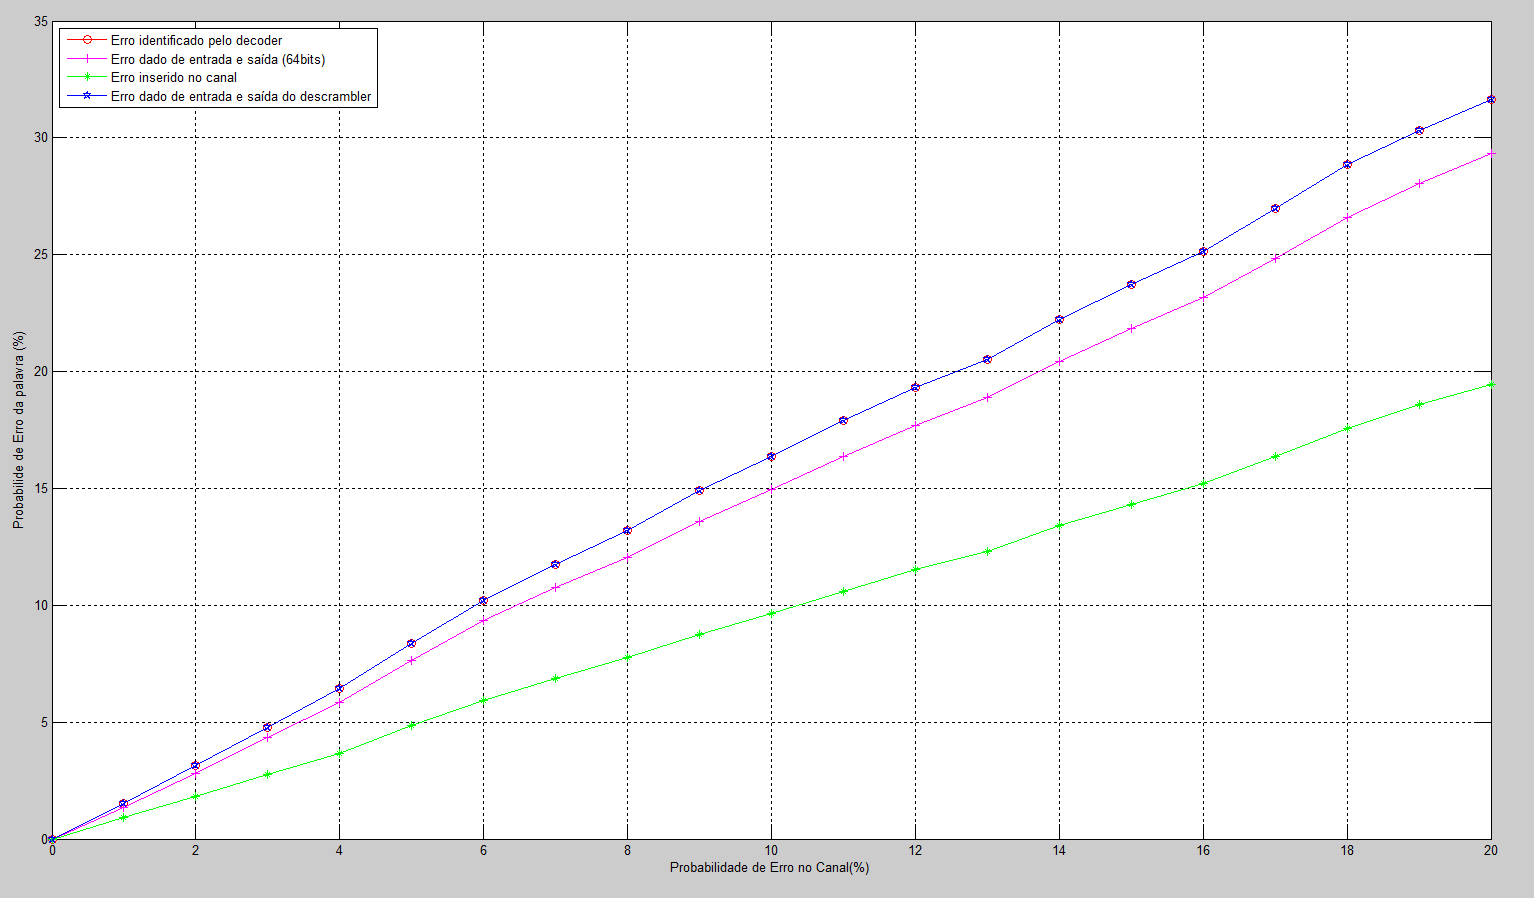 35
Erro identificado pelo decoder
Erro dado de entrada e saída (64bits)
Erro inserido no canal
Erro dado de entrada e saída do descrambler
30
25
20
15
10
5
0
Probabilide de Erro da palavra (%)
0 2 4 6 8 10 12 14 16 18 20
Probabilidade de Erro no Canal(%)